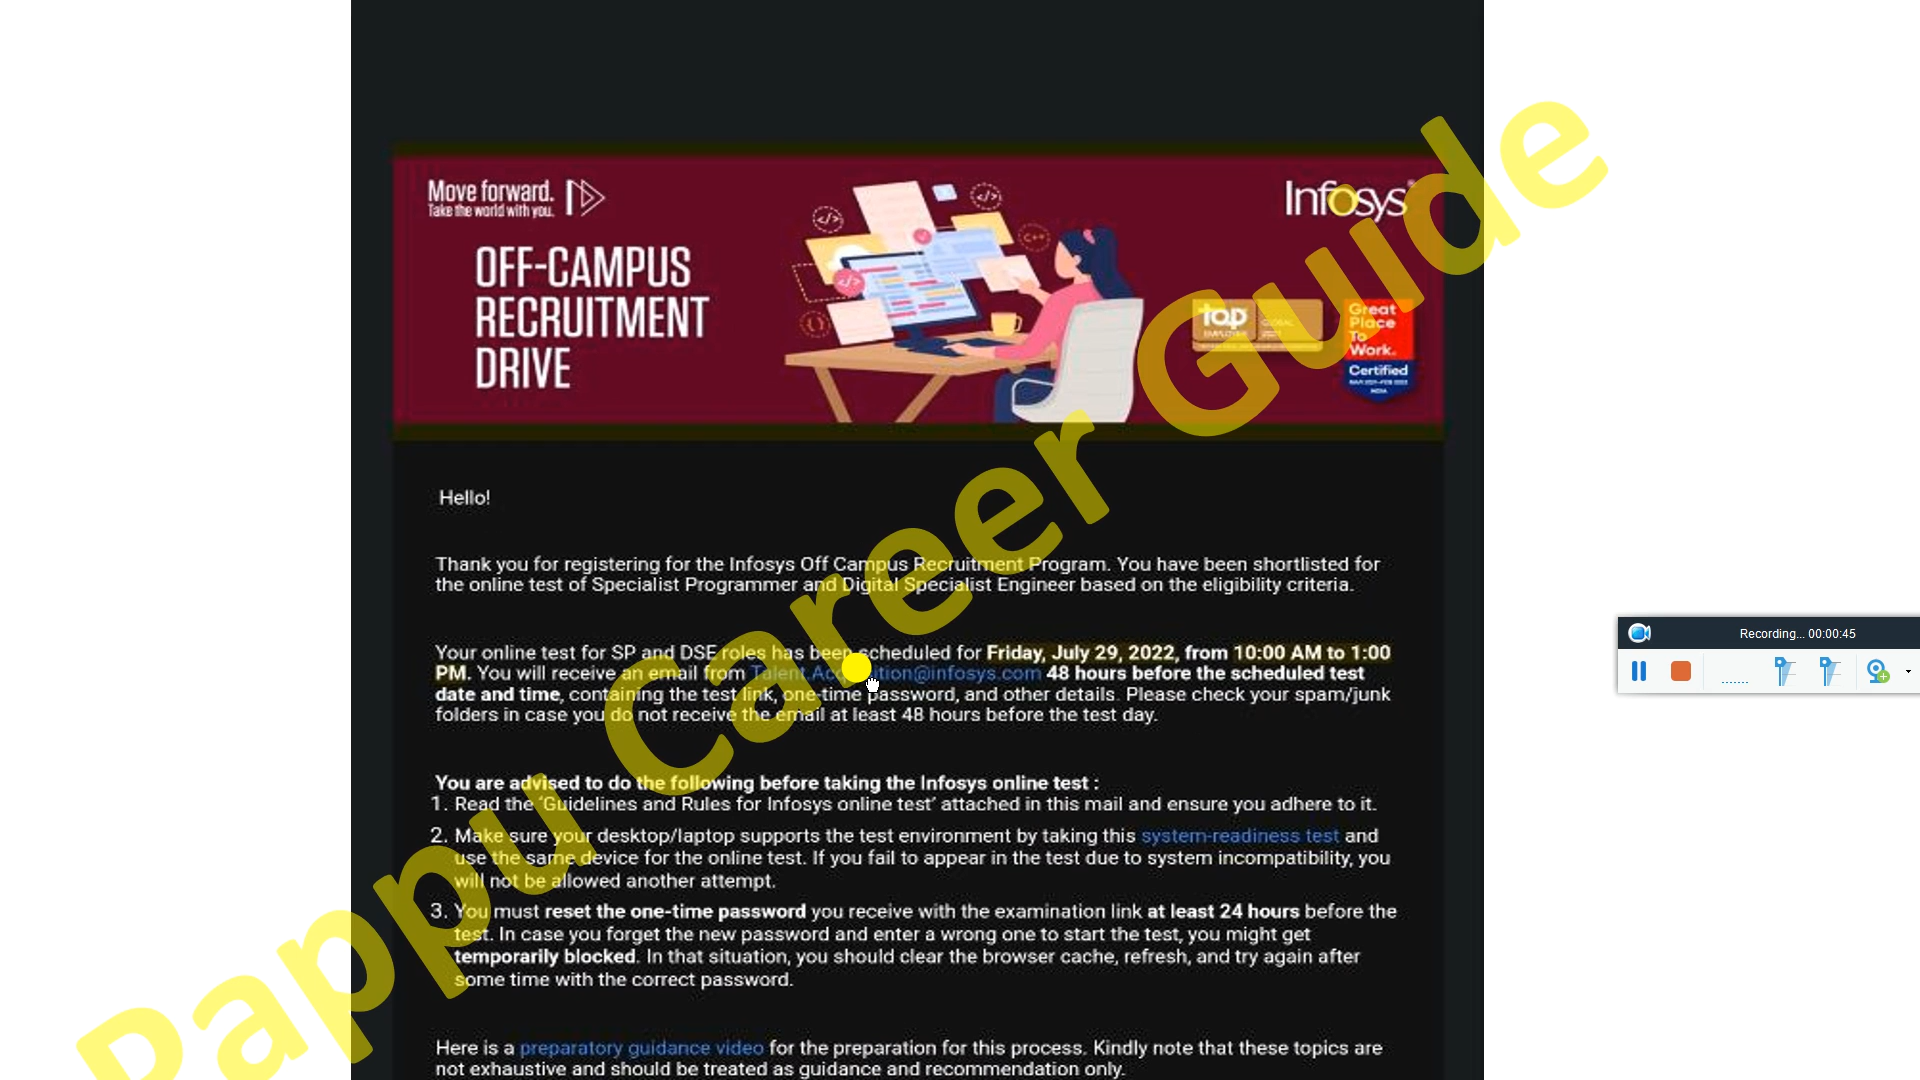 Move forward.
Take the world with you.
Infosys
OFF-CAMPUS
RECRUITMENT
DRIVE
top
EMPLOYER
GLOBAL
Great
Place
To
Work.
Certified
INDIA
Hello!
Thank you for registering for the Infosys Off Campus Recruitment Program. You have been shortlisted for
the online test of Specialist Programmer and Digital Specialist Engineer based on the eligibility criteria.
Your online test for SP and DSE roles has been scheduled for Friday, July 29, 2022, from 10:00 AM to 1:00
PM. You will receive an email from @infosys.com 48 hours before the scheduled test
date and time, containing the test link, one-time password, and other details. Please check your spam/junk
folders in case you do not receive the email at least 48 hours before the test day.
You are advised to do the following before taking the Infosys online test :
1. Read the 'Guidelines and Rules for Infosys online test' attached in this mail and ensure you adhere to it.
2. Make sure your desktop/laptop supports the test environment by taking this system-readiness test and
use the same device for the online test. If you fail to appear in the test due to system incompatibility, you
will not be allowed another attempt.
3. You must reset the one-time password you receive with the examination link at least 24 hours before the
test. In case you forget the new password and enter a wrong one to start the test, you might get
temporarily blocked. In that situation, you should clear the browser cache, refresh, and try again after
some time with the correct password.
Here is a preparatory guidance video for the preparation for this process. Kindly note that these topics are
not exhaustive and should be treated as guidance and recommendation only.
Pappu Career Guide
Recording... 00:00:45